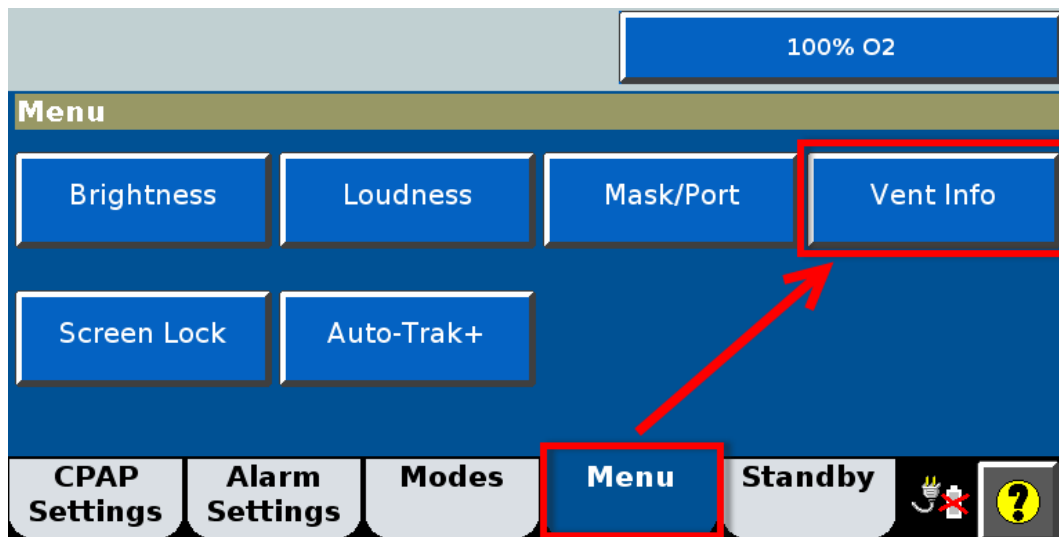 100% O2
Menu
Brightness
Loudness
Mask/Port
Vent Info
Screen Lock
Auto-Trak+
CPAP
Settings
Alarm
Settings
Modes
Menu
Standby
?